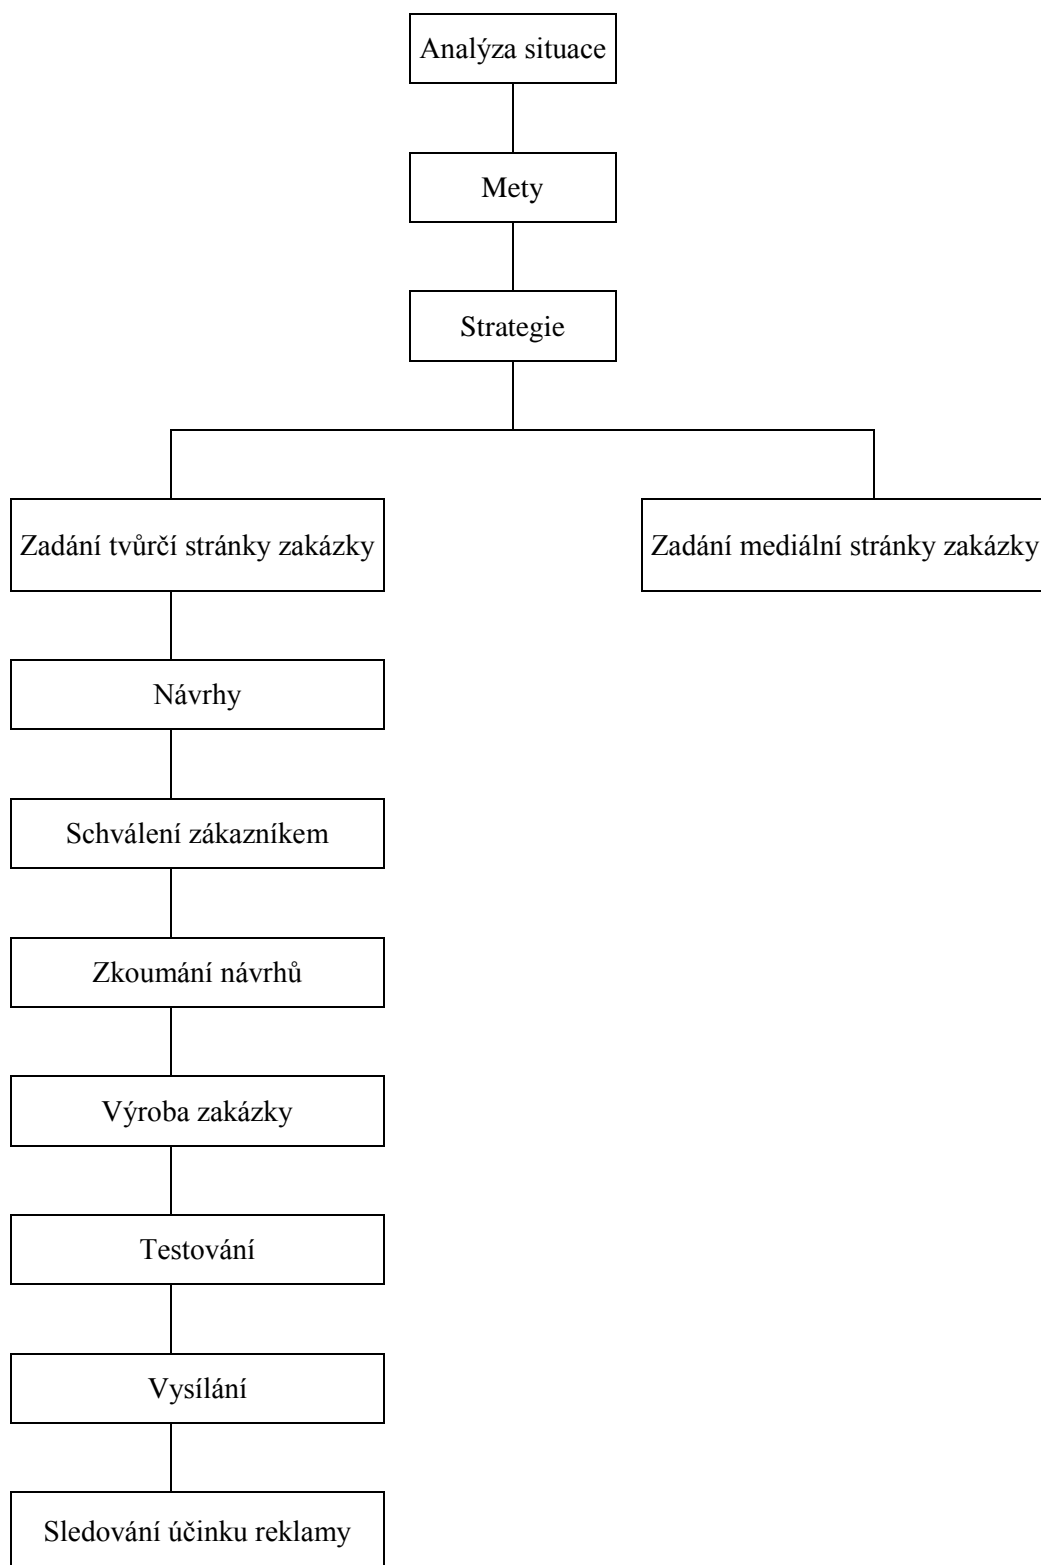 Analýza situace
Mety
Strategie
Zadání tvůrčí stránky zakázky
Zadání mediální stránky zakázky
Návrhy
Schválení zákazníkem
Zkoumání návrhů
Výroba zakázky
Testování
Vysílání
Sledování účinku reklamy